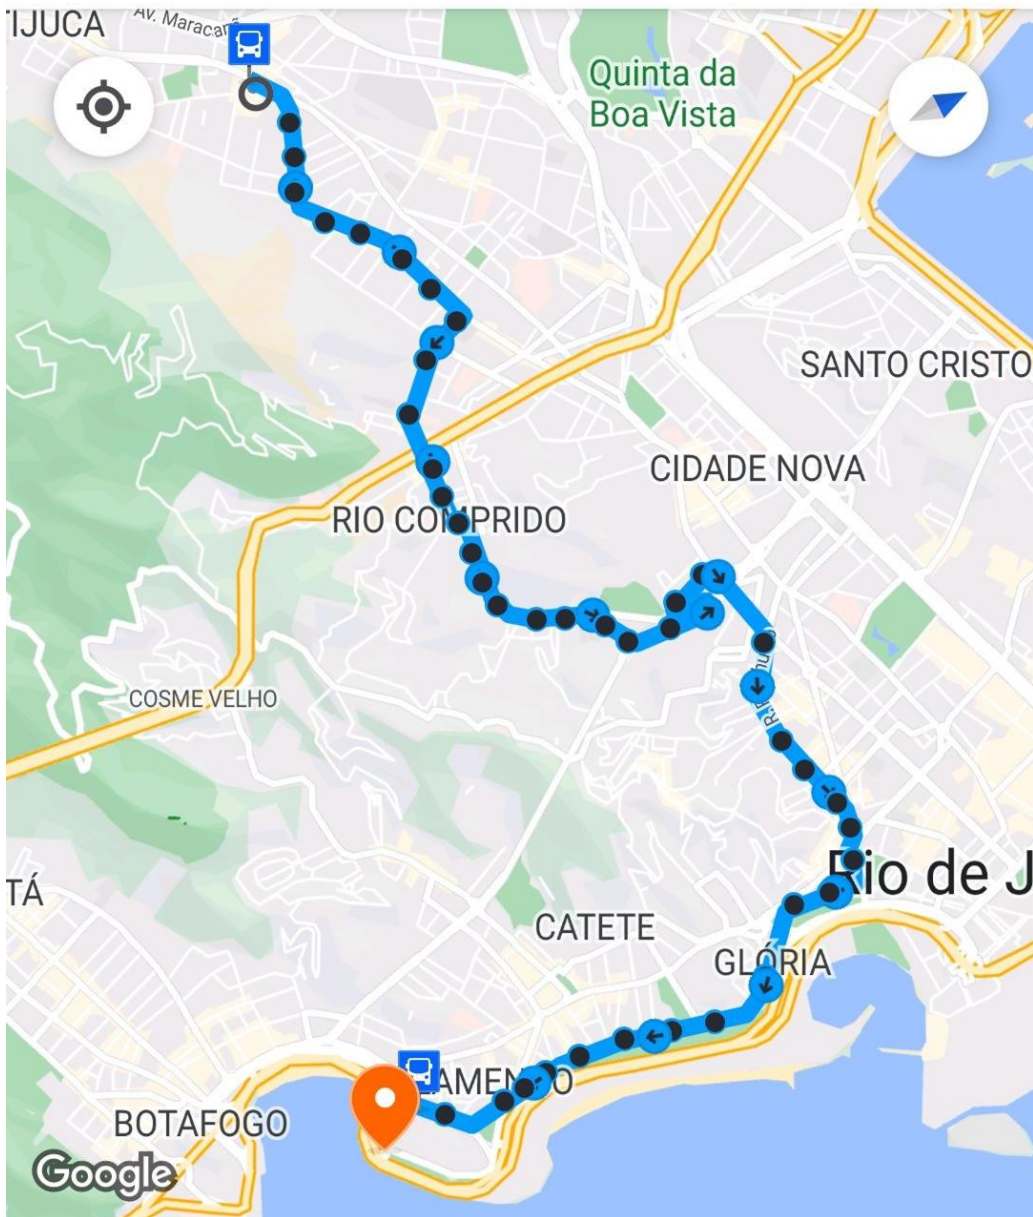 TIJUCA
Av. Maracanã
Quinta da
Boa Vista
SANTO CRISTO
CIDADE NOVA
RIO COMPRIDO
COSME VELHO
Rio de J
TÁ
CATETE
GLÓRIA
LAMENGO
BOTAFOGO
Google